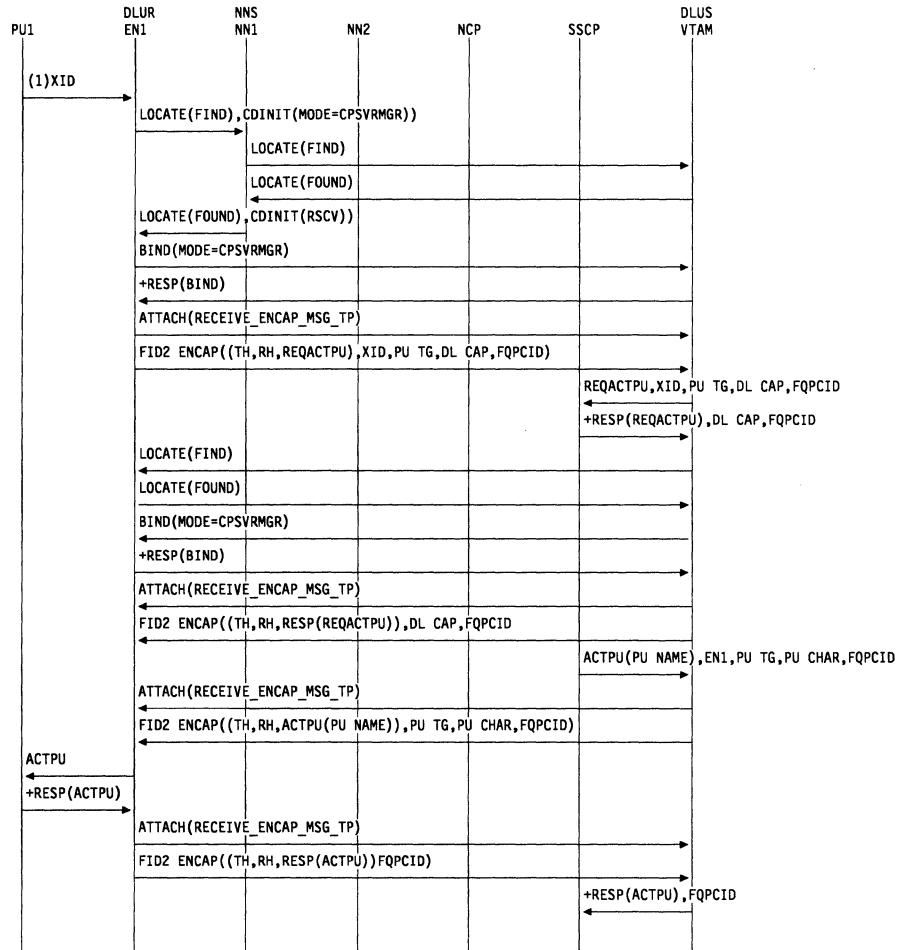 DLUR NNS DLUS
PU1 EN1 NN1 NN2 NCP SSCP VTAM
(1)XID
LOCATE(FIND),CDINIT(MODE=CPSVRMGR))
LOCATE(FIND)
LOCATE(FOUND)
LOCATE(FOUND),CDINIT(RSCV))
BIND(MODE=CPSVRMGR)
+RESP(BIND)
ATTACH(RECEIVE_ENCAP_MSG_TP)
FID2 ENCAP((TH,RH,REQACTPU),XID,PU TG,DL CAP,FQPCID)
REQACTPU,XID,PU TG,DL CAP,FQPCID
+RESP(REQACTPU),DL CAP,FQPCID
LOCATE(FIND)
LOCATE(FOUND)
BIND(MODE=CPSVRMGR)
+RESP(BIND)
ATTACH(RECEIVE_ENCAP_MSG_TP)
FID2 ENCAP((TH,RH,RESP(REQACTPU)),DL CAP,FQPCID
ACTPU(PU NAME),EN1,PU TG,PU CHAR,FQPCID
ATTACH(RECEIVE_ENCAP_MSG_TP)
FID2 ENCAP((TH,RH,ACTPU(PU NAME)),PU TG,PU CHAR,FQPCID)
ACTPU
+RESP(ACTPU)
ATTACH(RECEIVE_ENCAP_MSG_TP)
FID2 ENCAP((TH,RH,RESP(ACTPU))FQPCID)
+RESP(ACTPU),FQPCID